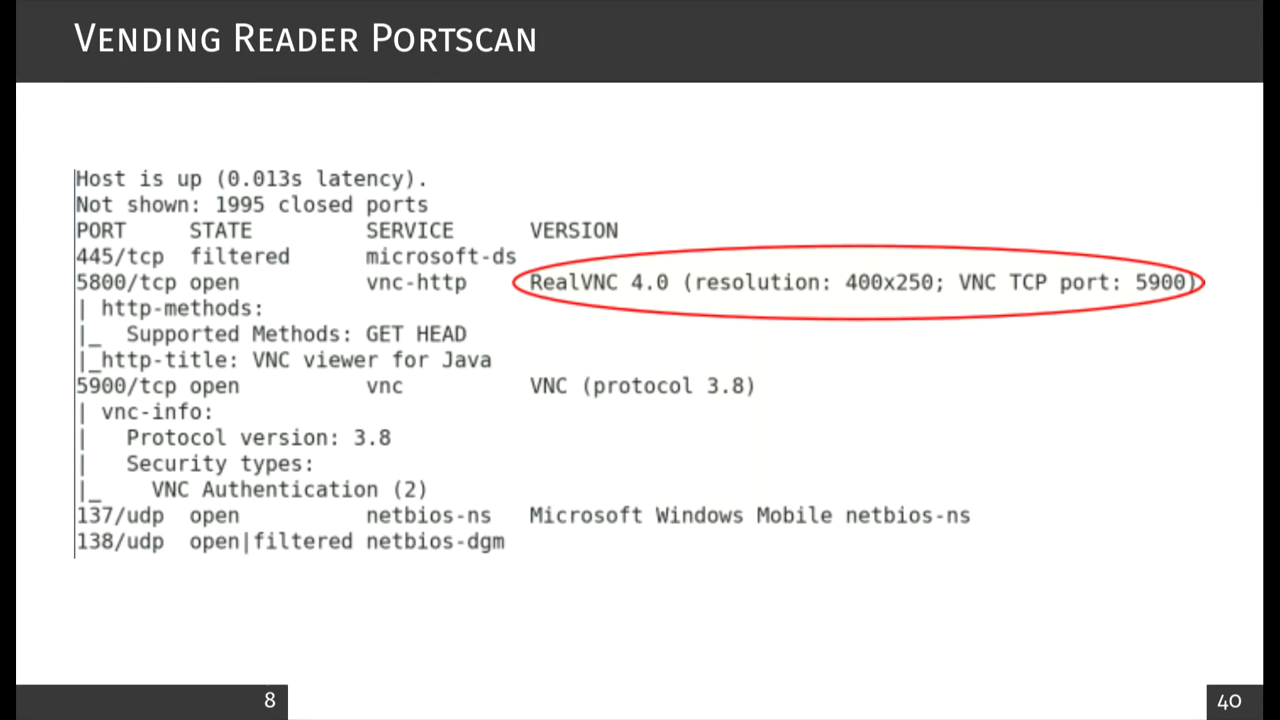 VENDING READER PORTSCAN
Host is up (0.013s latency).
Not shown: 1995 closed ports
PORT     STATE         SERVICE      VERSION
445/tcp  filtered      microsoft-ds
5800/tcp open          vnc-http     RealVNC 4.0 (resolution: 400x250; VNC TCP port: 5900)
| http-methods:
|_  Supported Methods: GET HEAD
|_http-title: VNC viewer for Java
5900/tcp open          vnc          VNC (protocol 3.8)
| vnc-info:
|   Protocol version: 3.8
|   Security types:
|_    VNC Authentication (2)
137/udp  open          netbios-ns   Microsoft Windows Mobile netbios-ns
138/udp  open|filtered netbios-dgm
8
40